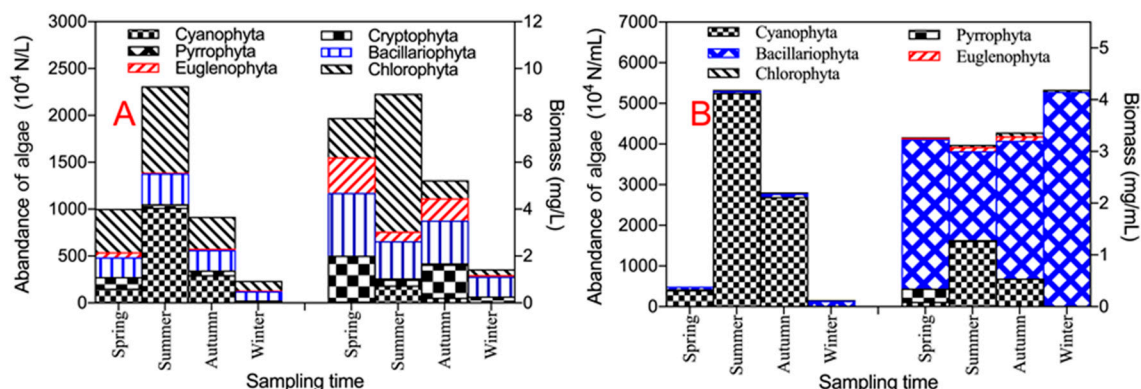 3000
2500
2000
1500
1000
500
0
Abandance of algae (10⁴ N/L)
Cyanophyta
Pyrrophyta
Euglenophyta
Cryptophyta
Bacillariophyta
Chlorophyta
A
12
10
8
6
4
2
0
Biomass (mg/L)
Spring
Summer
Autumn
Winter
Spring
Summer
Autumn
Winter
Sampling time
7000
6000
5000
4000
3000
2000
1000
0
Abandance of algae (10⁴ N/mL)
Cyanophyta
Bacillariophyta
Chlorophyta
Pyrrophyta
Euglenophyta
B
5
4
3
2
1
0
Biomass (mg/L)
Spring
Summer
Autumn
Winter
Spring
Summer
Autumn
Winter
Sampling time